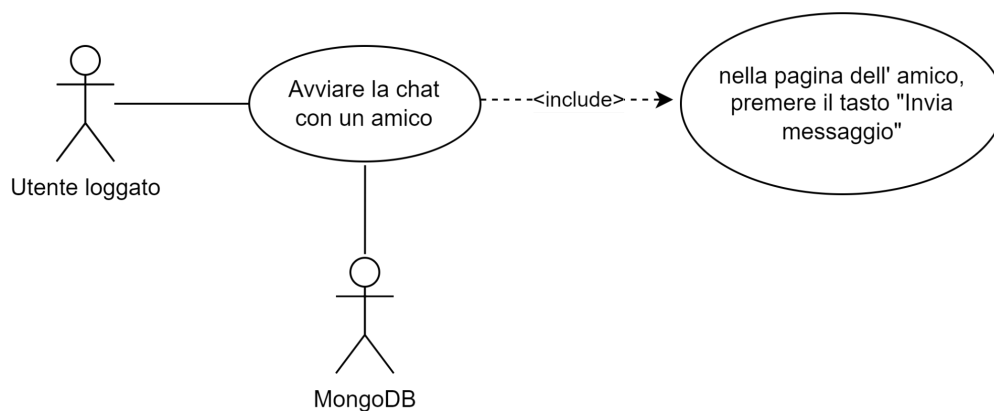 Utente loggato
Avviare la chat
con un amico
<include>
nella pagina dell' amico,
premere il tasto "Invia
messaggio"
MongoDB